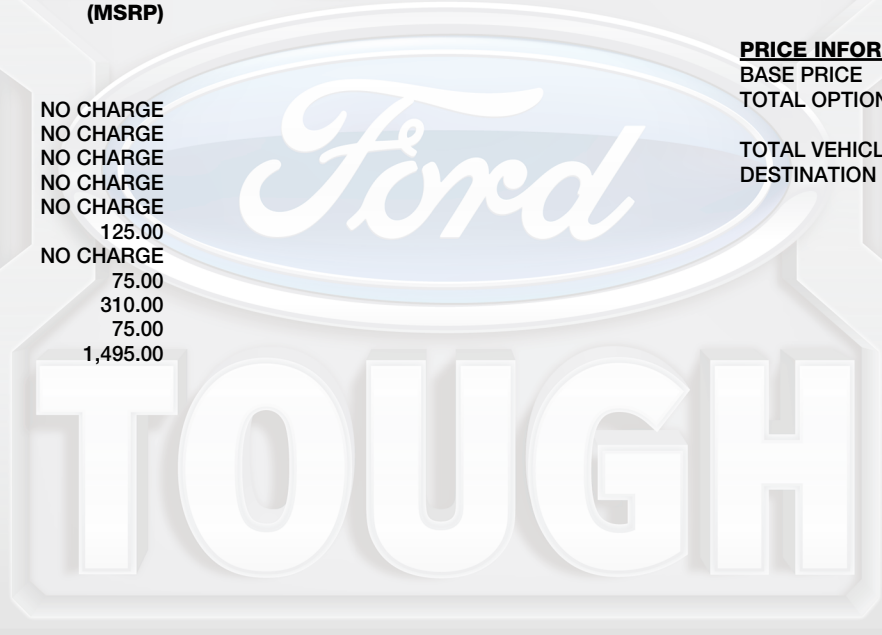 (MSRP)
NO CHARGE
NO CHARGE
NO CHARGE
NO CHARGE
NO CHARGE
125.00
NO CHARGE
75.00
310.00
75.00
1,495.00
PRICE INFOR
BASE PRICE
TOTAL OPTION
TOTAL VEHICL
DESTINATION
Ford
TOUGH